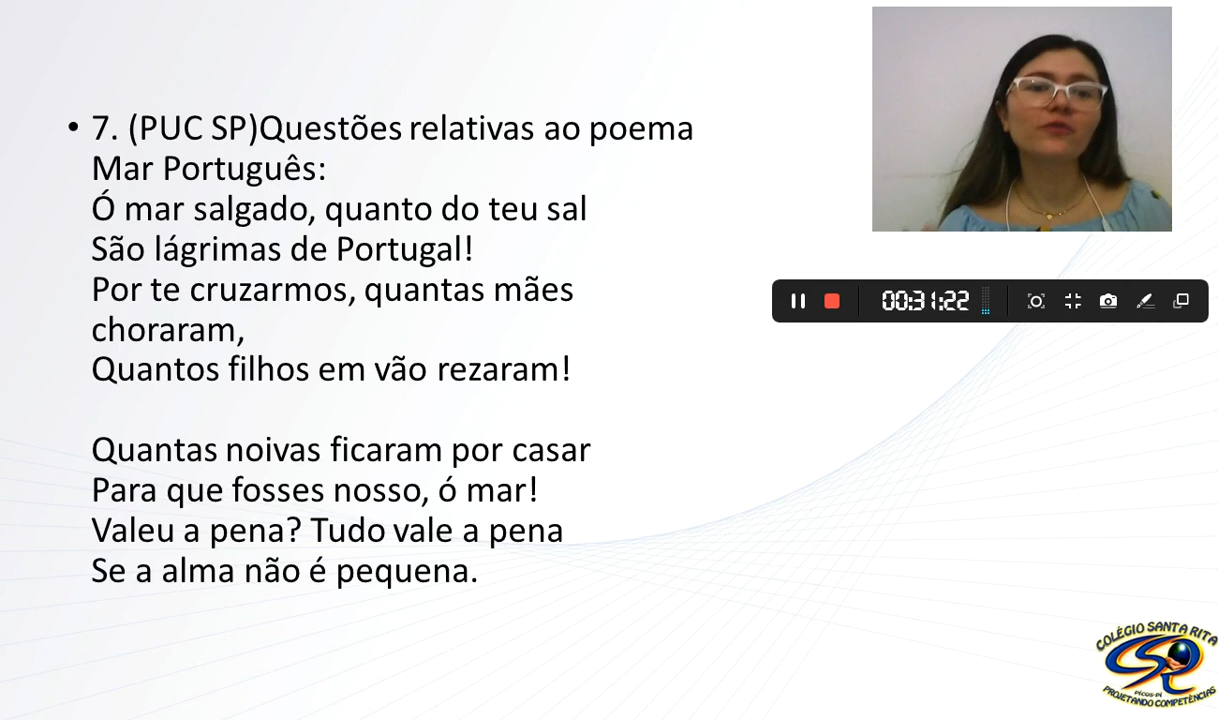 • 7. (PUC SP)Questões relativas ao poema
Mar Português:
Ó mar salgado, quanto do teu sal
São lágrimas de Portugal!
Por te cruzarmos, quantas mães
choraram,
Quantos filhos em vão rezaram!
Quantas noivas ficaram por casar
Para que fosses nosso, ó mar!
Valeu a pena? Tudo vale a pena
Se a alma não é pequena.
00:31:22
COLÉGIO SANTA RITA
PICOS-PI
PROJETANDO COMPETÊNCIAS